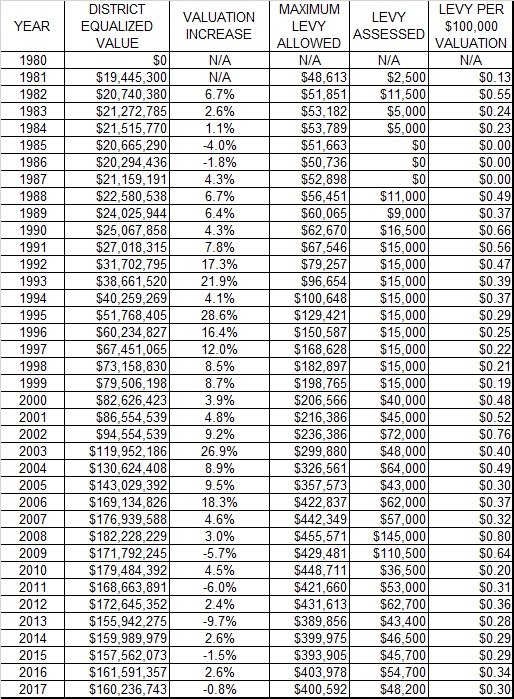 YEAR DISTRICT EQUALIZED VALUE VALUATION INCREASE MAXIMUM LEVY ALLOWED LEVY ASSESSED LEVY PER $100,000 VALUATION
1980 $0 N/A N/A N/A N/A
1981 $19,445,300 N/A $48,613 $2,500 $0.13
1982 $20,740,380 6.7% $51,851 $11,500 $0.55
1983 $21,272,785 2.6% $53,182 $5,000 $0.24
1984 $21,515,770 1.1% $53,789 $5,000 $0.23
1985 $20,665,290 -4.0% $51,663 $0 $0.00
1986 $20,294,436 -1.8% $50,736 $0 $0.00
1987 $21,159,191 4.3% $52,898 $0 $0.00
1988 $22,580,538 6.7% $56,451 $11,000 $0.49
1989 $24,025,944 6.4% $60,065 $9,000 $0.37
1990 $25,067,858 4.3% $62,670 $16,500 $0.66
1991 $27,018,315 7.8% $67,546 $15,000 $0.56
1992 $31,702,795 17.3% $79,257 $15,000 $0.47
1993 $38,661,520 21.9% $96,654 $15,000 $0.39
1994 $40,259,269 4.1% $100,648 $15,000 $0.37
1995 $51,768,405 28.6% $129,421 $15,000 $0.29
1996 $60,234,827 16.4% $150,587 $15,000 $0.25
1997 $67,451,065 12.0% $168,628 $15,000 $0.22
1998 $73,158,830 8.5% $182,897 $15,000 $0.21
1999 $79,506,198 8.7% $198,765 $15,000 $0.19
2000 $82,626,423 3.9% $206,566 $40,000 $0.48
2001 $86,554,539 4.8% $216,386 $45,000 $0.52
2002 $94,554,539 9.2% $236,386 $72,000 $0.76
2003 $119,952,186 26.9% $299,880 $48,000 $0.40
2004 $130,624,408 8.9% $326,561 $64,000 $0.49
2005 $143,029,392 9.5% $357,573 $43,000 $0.30
2006 $169,134,826 18.3% $422,837 $62,000 $0.37
2007 $176,939,588 4.6% $442,349 $57,000 $0.32
2008 $182,228,229 3.0% $455,571 $145,000 $0.80
2009 $171,792,245 -5.7% $429,481 $110,500 $0.64
2010 $179,484,392 4.5% $448,711 $36,500 $0.20
2011 $168,663,891 -6.0% $421,660 $53,000 $0.31
2012 $172,645,352 2.4% $431,613 $62,700 $0.36
2013 $155,942,275 -9.7% $389,856 $43,400 $0.28
2014 $159,989,979 2.6% $399,975 $46,500 $0.29
2015 $157,562,073 -1.5% $393,905 $45,700 $0.29
2016 $161,591,357 2.6% $403,978 $54,700 $0.34
2017 $160,236,743 -0.8% $400,592 $48,200 $0.30